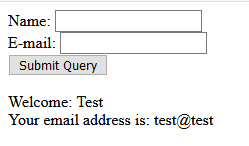 Name:
E-mail:
Submit Query
Welcome: Test
Your email address is: test@test